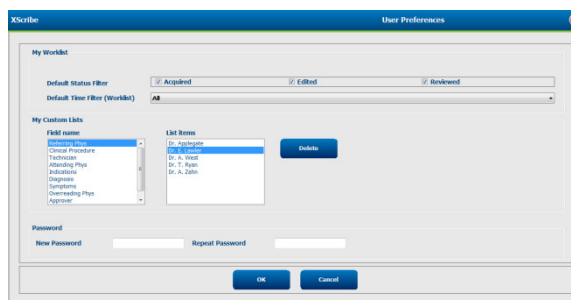 XScribe User Preferences
My Worklist
Default Status Filter Acquired Edited Reviewed
Default Time Filter (Worklist) All
My Custom Lists
Field name List items
Referring Phys
Clinical Procedure
Technician
Attending Phys
Indications
Diagnosis
Symptoms
Overreading Phys
Approver
Dr. Applegate
Dr. E. Lawler
Dr. A. West
Dr. T. Ryan
Dr. A. Zahn
Delete
Password
New Password Repeat Password
OK Cancel